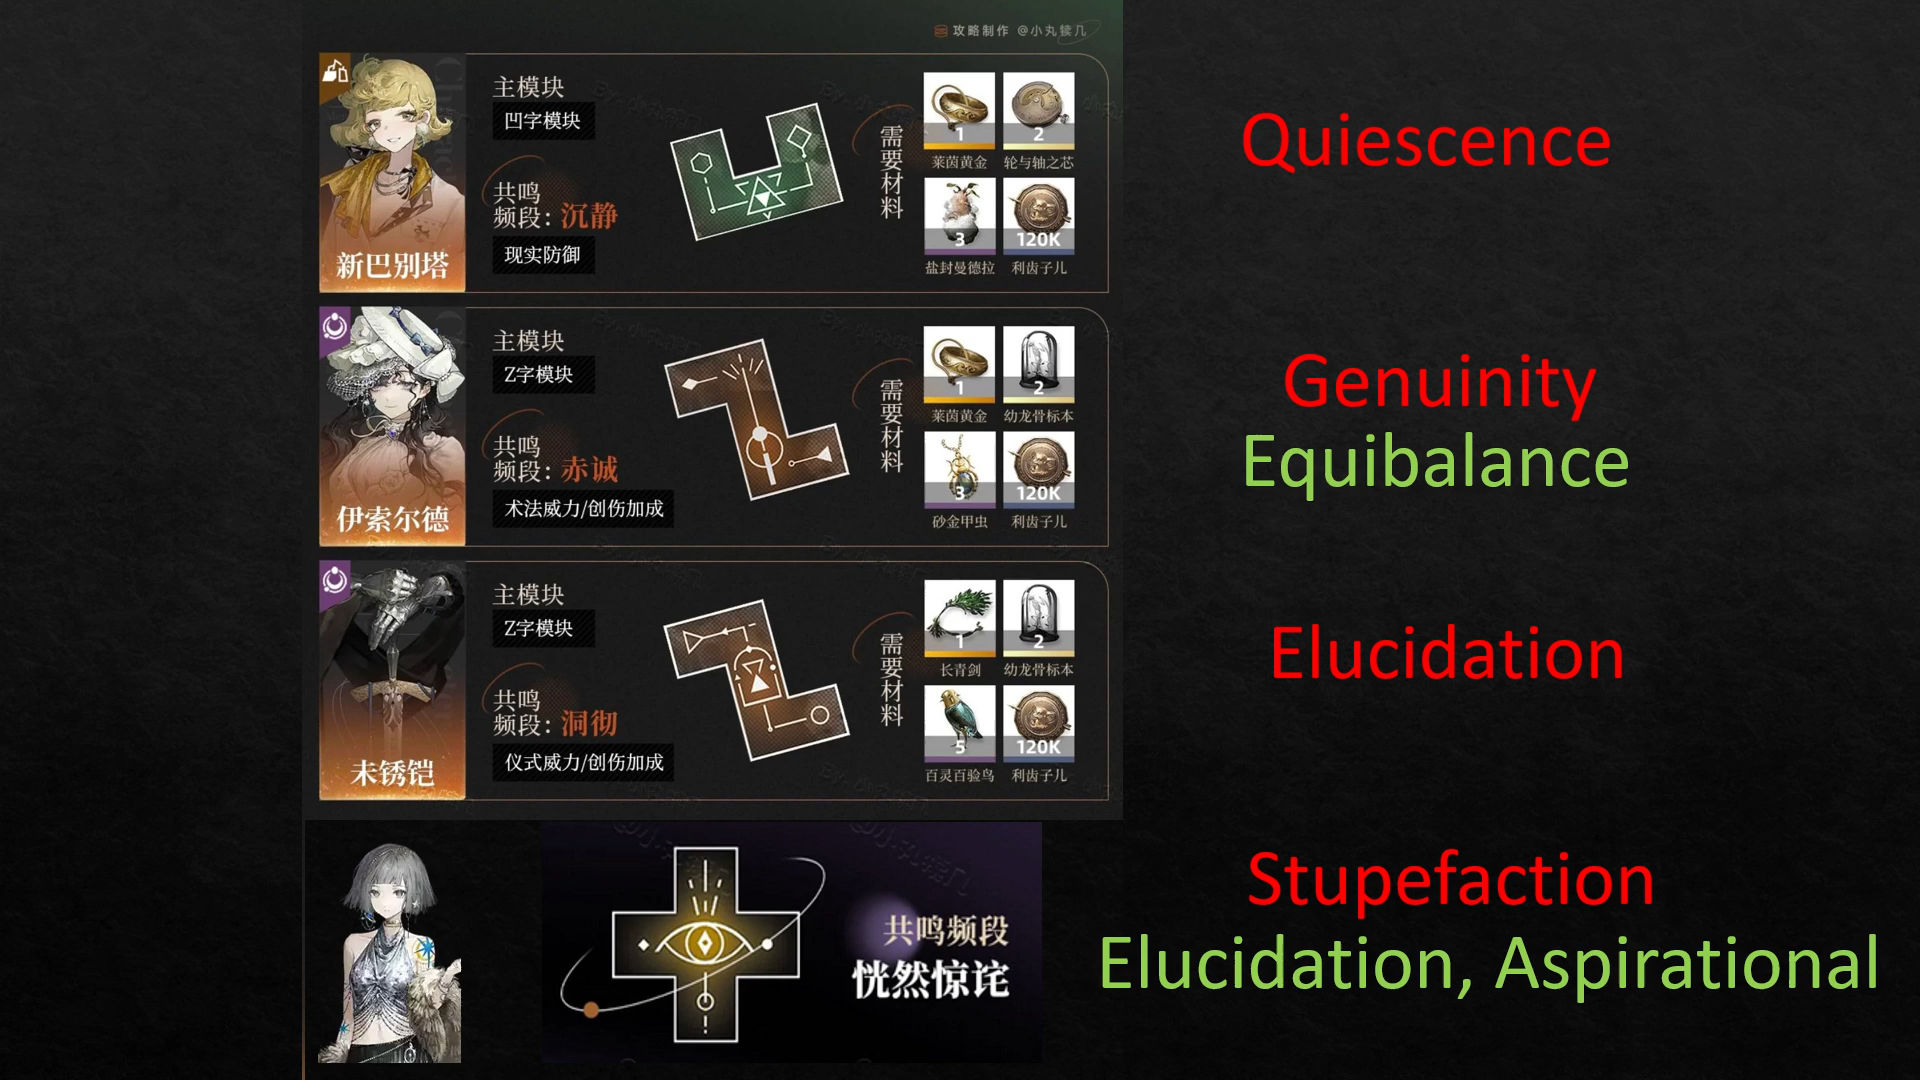 攻略制作 @小丸犊几
主模块
凹字模块
共鸣
频段：沉静
现实防御
新巴别塔
需要材料
1
2
莱茵黄金
轮与轴之芯
3
120K
盐封曼德拉
利齿子儿
Quiescence
主模块
Z字模块
共鸣
频段：赤诚
术法威力/创伤加成
伊索尔德
需要材料
1
2
莱茵黄金
幼龙骨标本
3
120K
砂金甲虫
利齿子儿
Genuinity
Equibalance
主模块
Z字模块
共鸣
频段：洞彻
仪式威力/创伤加成
未锈铠
需要材料
1
2
长青剑
幼龙骨标本
5
120K
百灵百验鸟
利齿子儿
Elucidation
共鸣频段
恍然惊诧
Stupefaction
Elucidation, Aspirational